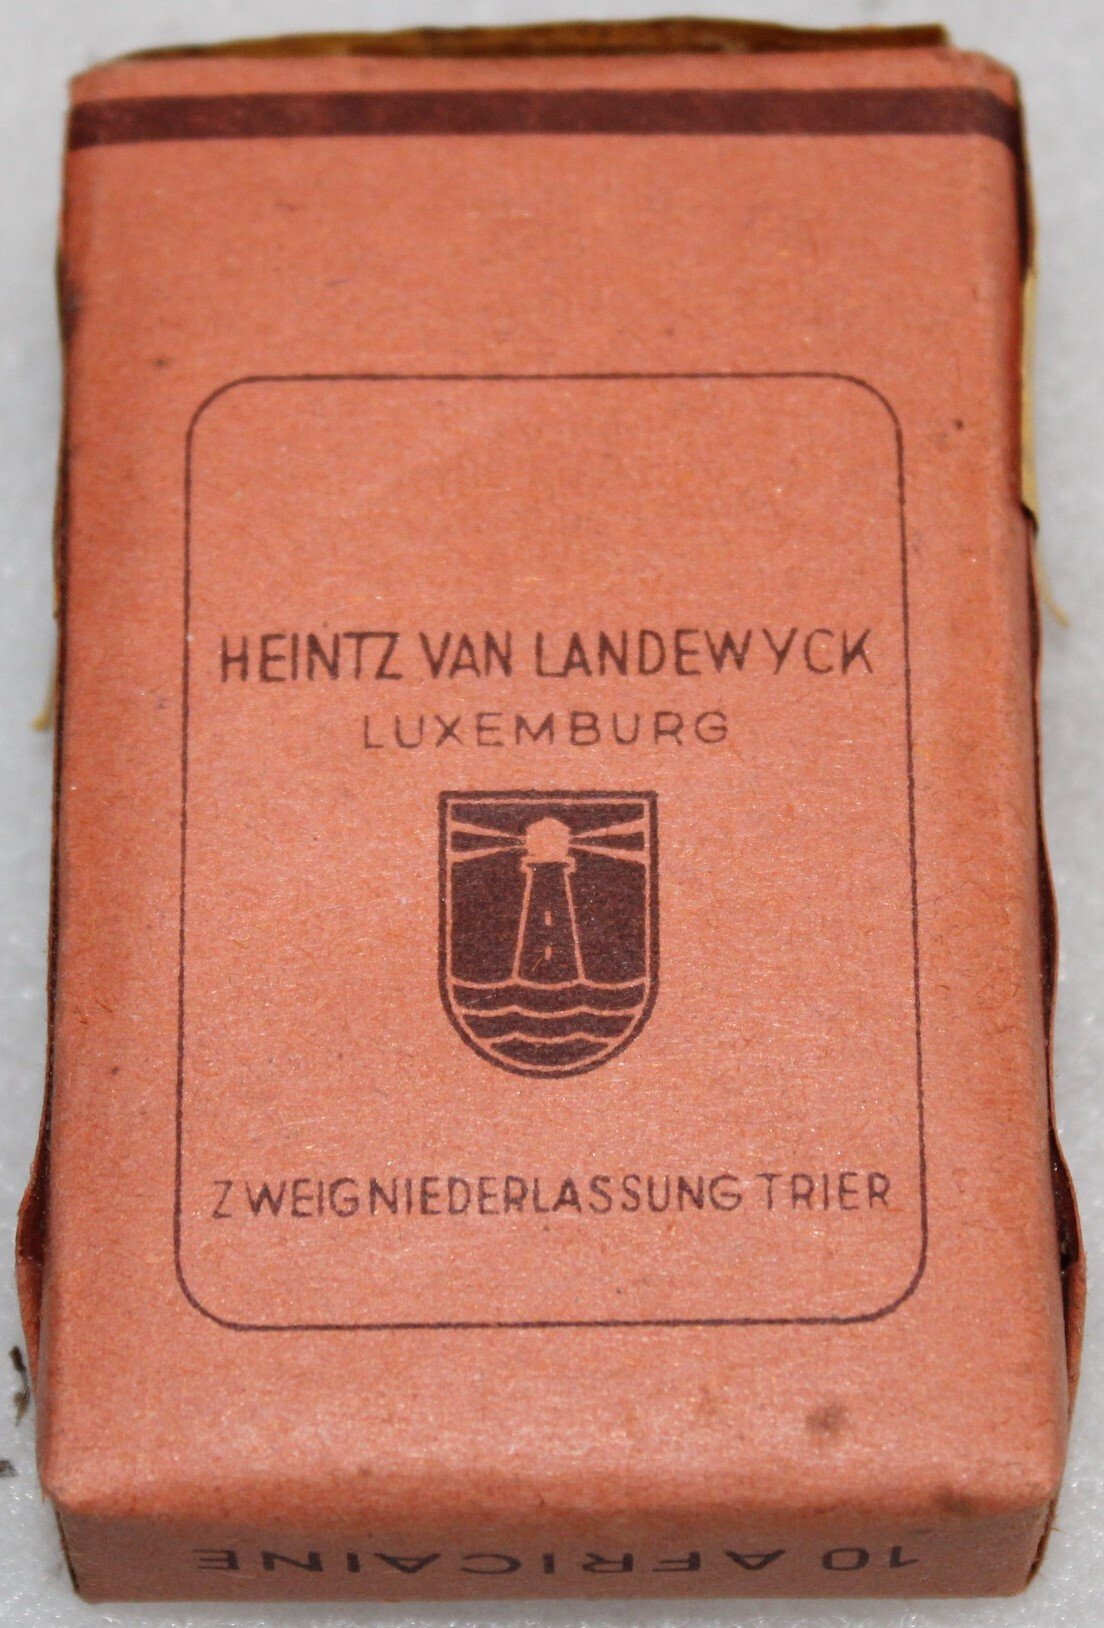 HEINTZ VAN LANDEWYCK
LUXEMBURG
ZWEIGNIEDERLASSUNG TRIER
10 AFRICAINE